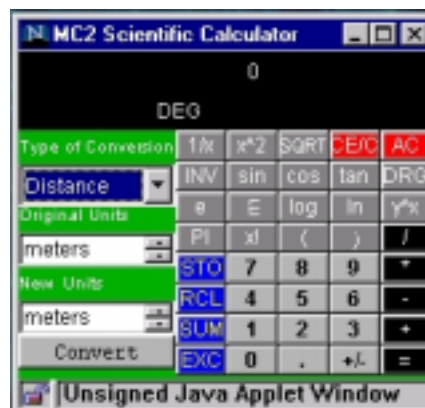 MC2 Scientific Calculator
0
DEG
Type of Conversion
Distance
Original Units
meters
New Units
meters
Convert
1/x x^2 SQRT CE/C AC
INV sin cos tan DRG
e E log ln y^x
PI x! ( ) /
STO 7 8 9 *
RCL 4 5 6 -
SUM 1 2 3 +
EXC 0 . +/- =
Unsigned Java Applet Window